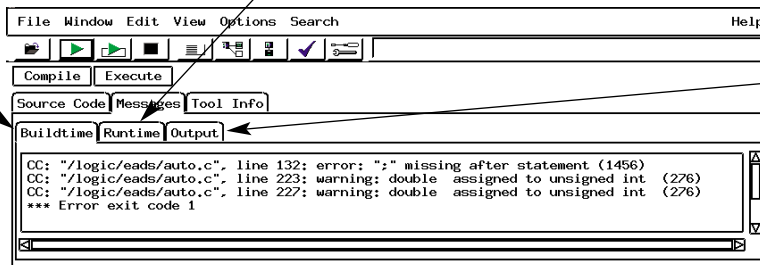 File Window Edit View Options Search Help
Compile Execute
Source Code Messages Tool Info
Buildtime Runtime Output
CC: "/logic/eads/auto.c", line 132: error: ";" missing after statement (1456)
CC: "/logic/eads/auto.c", line 223: warning: double  assigned to unsigned int  (276)
CC: "/logic/eads/auto.c", line 227: warning: double  assigned to unsigned int  (276)
*** Error exit code 1